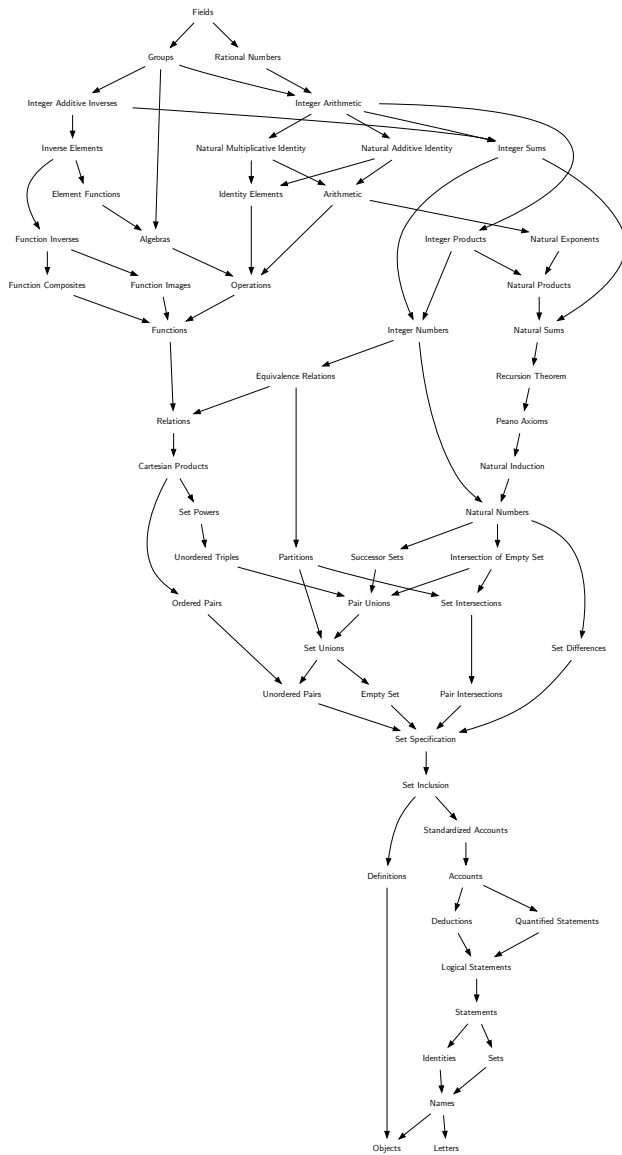 Fields
Groups
Rational Numbers
Integer Additive Inverses
Integer Arithmetic
Inverse Elements
Natural Multiplicative Identity
Natural Additive Identity
Integer Sums
Element Functions
Identity Elements
Arithmetic
Function Inverses
Algebras
Integer Products
Natural Exponents
Function Composites
Function Images
Operations
Natural Products
Functions
Integer Numbers
Natural Sums
Equivalence Relations
Recursion Theorem
Relations
Peano Axioms
Cartesian Products
Natural Induction
Set Powers
Natural Numbers
Unordered Triples
Partitions
Successor Sets
Intersection of Empty Set
Ordered Pairs
Pair Unions
Set Intersections
Set Unions
Set Differences
Unordered Pairs
Empty Set
Pair Intersections
Set Specification
Set Inclusion
Standardized Accounts
Definitions
Accounts
Deductions
Quantified Statements
Logical Statements
Statements
Identities
Sets
Names
Objects
Letters